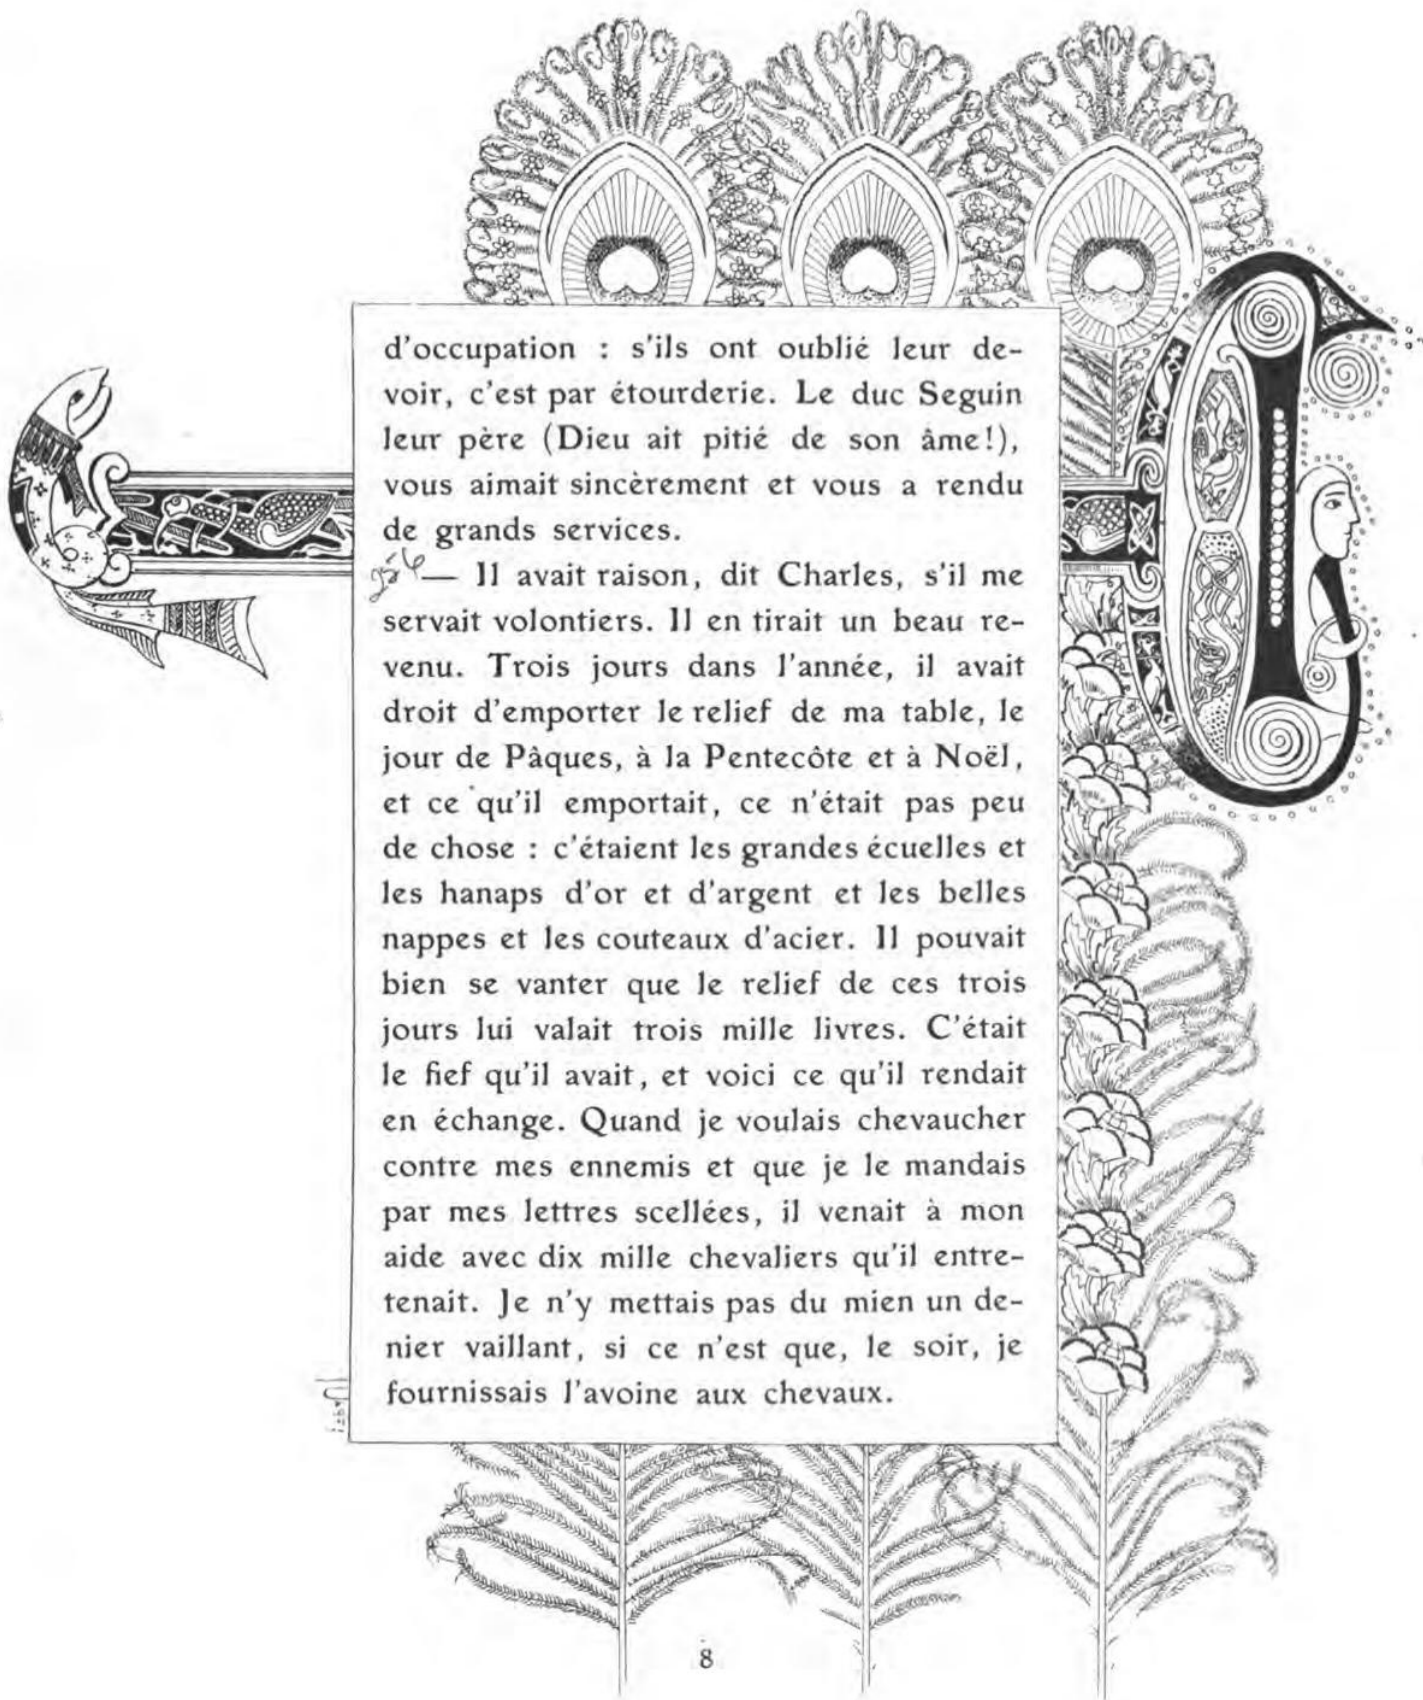 d'occupation : s'ils ont oublié leur de-
voir, c'est par étourderie. Le duc Seguin
leur père (Dieu ait pitié de son âme!),
vous aimait sincèrement et vous a rendu
de grands services.
— Il avait raison, dit Charles, s'il me
servait volontiers. Il en tirait un beau re-
venu. Trois jours dans l'année, il avait
droit d'emporter le relief de ma table, le
jour de Pâques, à la Pentecôte et à Noël,
et ce qu'il emportait, ce n'était pas peu
de chose : c'étaient les grandes écuelles et
les hanaps d'or et d'argent et les belles
nappes et les couteaux d'acier. Il pouvait
bien se vanter que le relief de ces trois
jours lui valait trois mille livres. C'était
le fief qu'il avait, et voici ce qu'il rendait
en échange. Quand je voulais chevaucher
contre mes ennemis et que je le mandais
par mes lettres scellées, il venait à mon
aide avec dix mille chevaliers qu'il entre-
tenait. Je n'y mettais pas du mien un de-
nier vaillant, si ce n'est que, le soir, je
fournissais l'avoine aux chevaux.
8